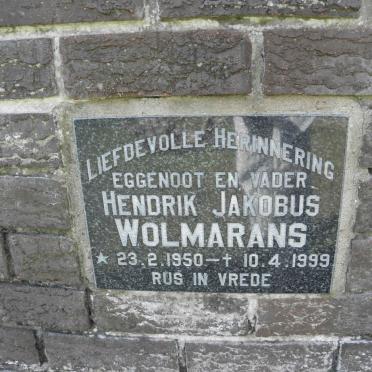 LIEFDEVOLLE HERINNERING
EGGENOOT EN VADER
HENDRIK JAKOBUS
WOLMARANS
★ 23.2.1950 – † 10.4.1999
RUS IN VREDE